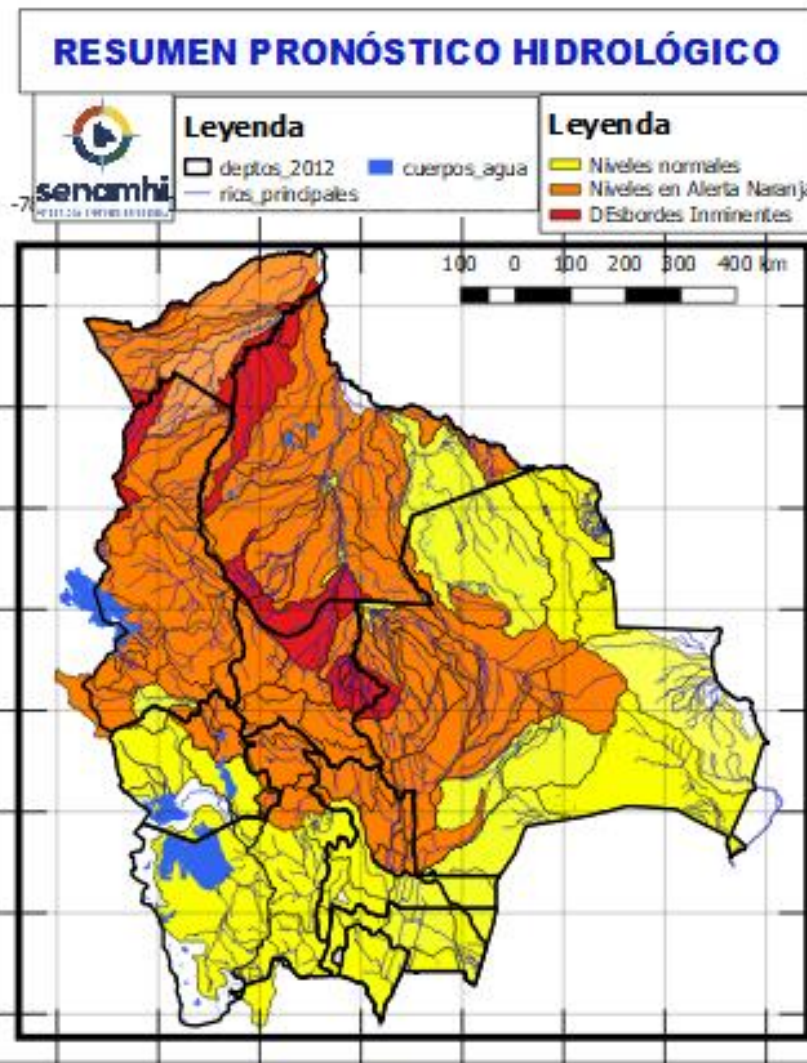 RESUMEN PRONÓSTICO HIDROLÓGICO
senamhi
Leyenda
deptos_2012
cuerpos_agua
rios_principales
Leyenda
Niveles normales
Niveles en Alerta Naranja
DEsbordes Inminentes
100 0 100 200 300 400 km